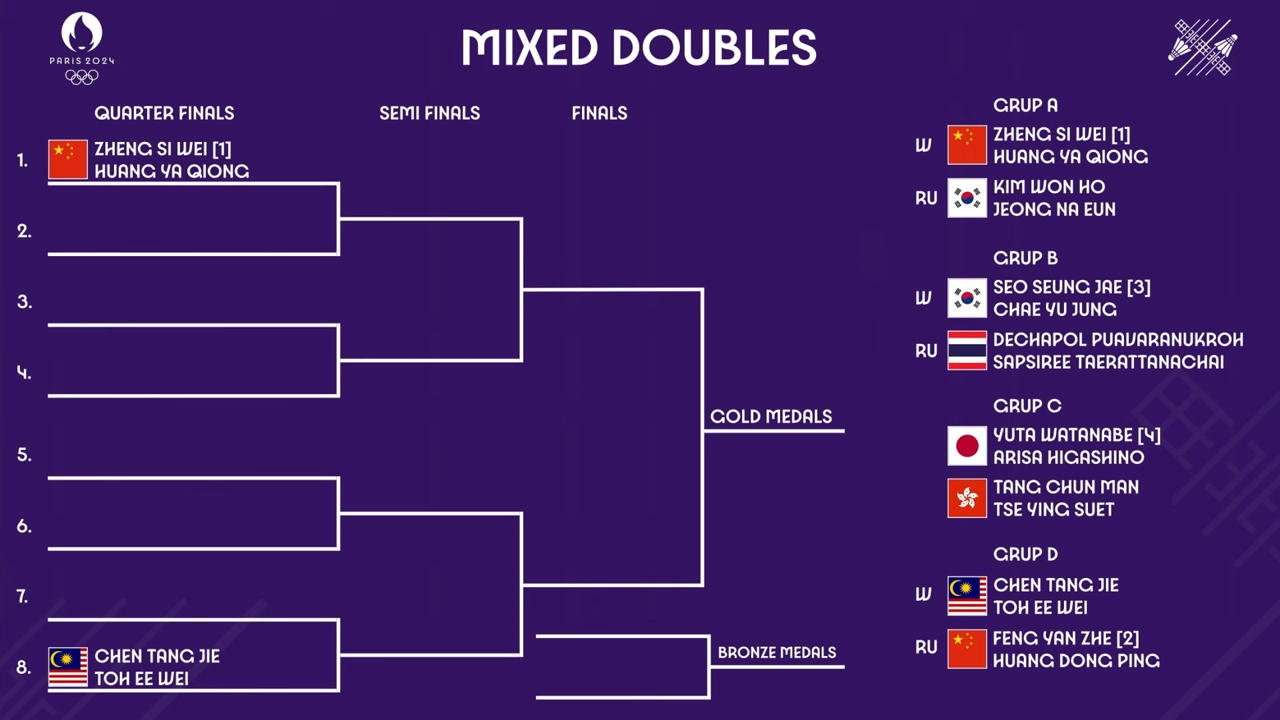 PARIS 2024
MIXED DOUBLES
QUARTER FINALS
SEMI FINALS
FINALS
1.
ZHENG SI WEI [1]
HUANG YA QIONG
2.
3.
4.
5.
6.
7.
8.
CHEN TANG JIE
TOH EE WEI
GOLD MEDALS
BRONZE MEDALS
GRUP A
W
ZHENG SI WEI [1]
HUANG YA QIONG
RU
KIM WON HO
JEONG NA EUN
GRUP B
W
SEO SEUNG JAE [3]
CHAE YU JUNG
RU
DECHAPOL PUAVARANUKROH
SAPSIREE TAERATTANACHAI
GRUP C
YUTA WATANABE [4]
ARISA HIGASHINO
TANG CHUN MAN
TSE YING SUET
GRUP D
W
CHEN TANG JIE
TOH EE WEI
RU
FENG YAN ZHE [2]
HUANG DONG PING